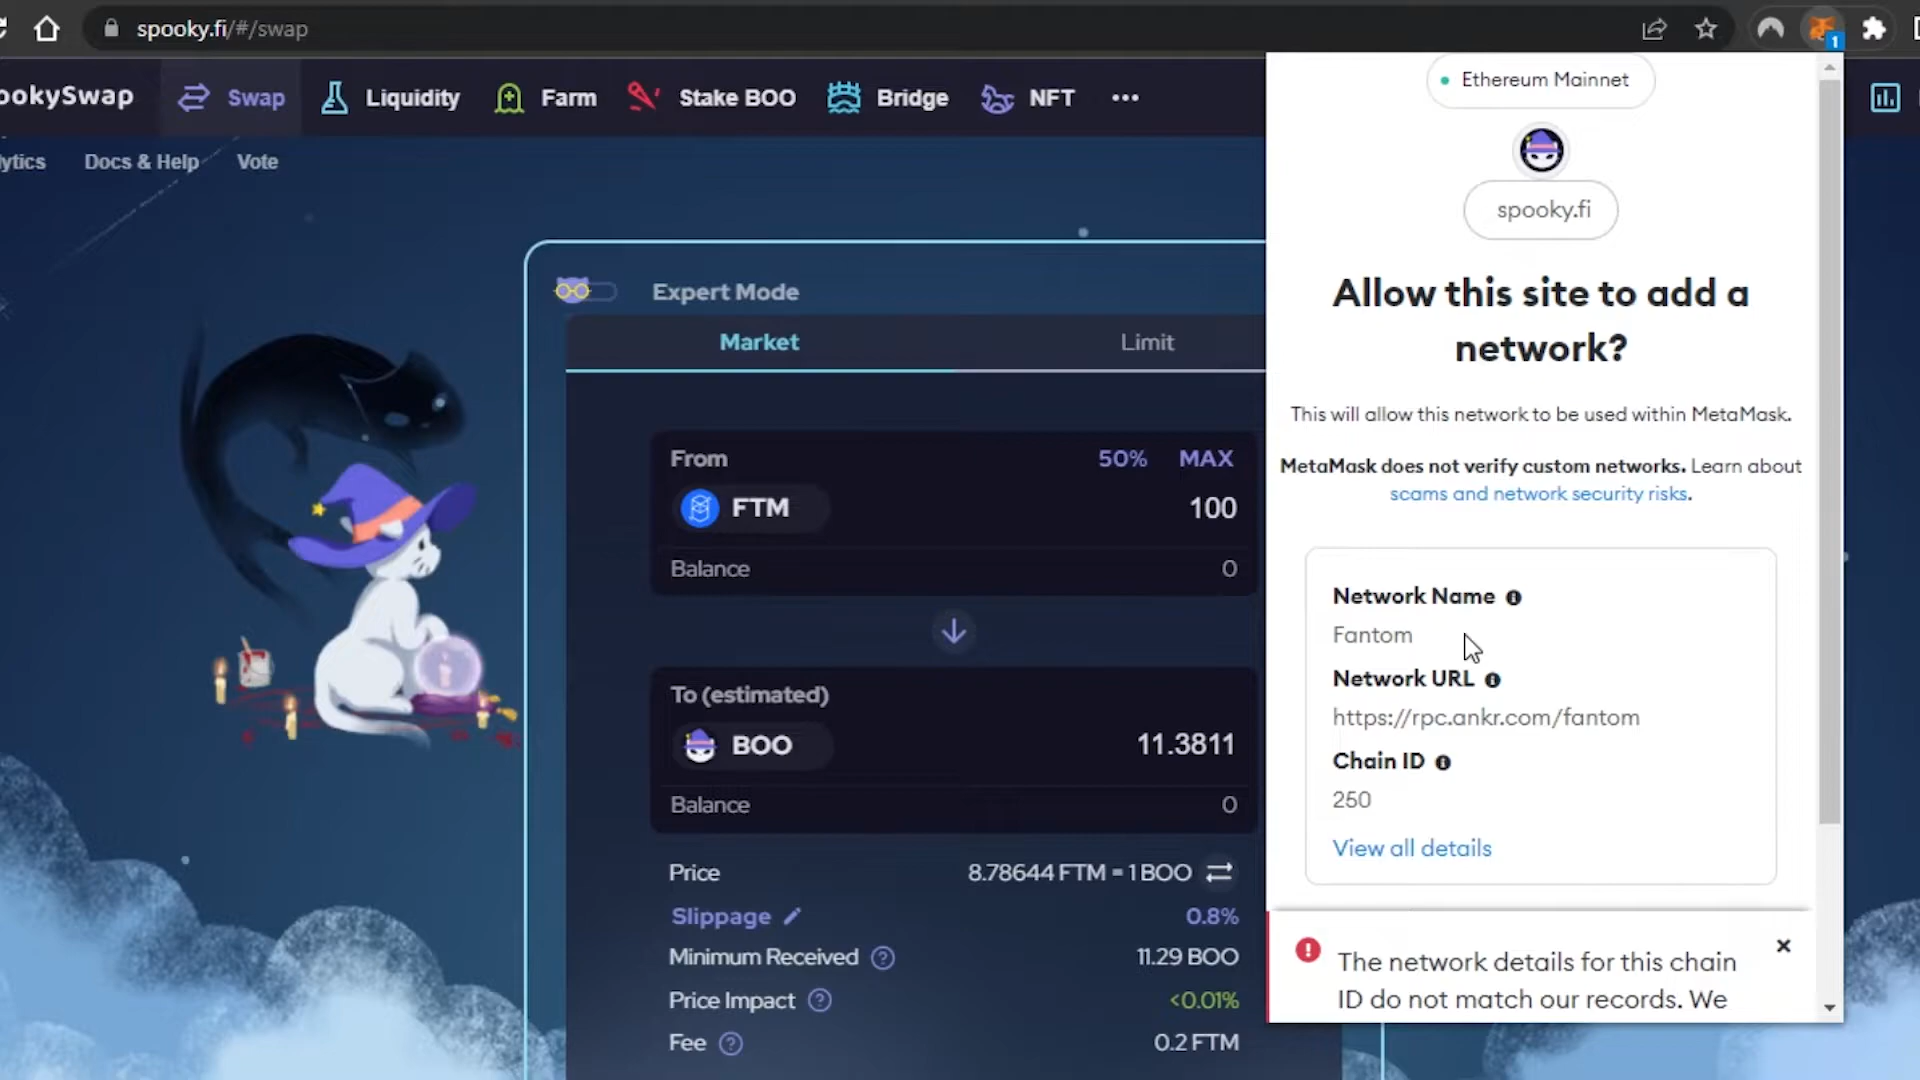 spooky.fi/#/swap
1
ookySwap
Swap
Liquidity
Farm
Stake BOO
Bridge
NFT
lytics
Docs & Help
Vote
Expert Mode
Market
Limit
From
50%
MAX
FTM
100
Balance
0
To (estimated)
BOO
11.3811
Balance
0
Price
8.78644 FTM = 1 BOO
Slippage
0.8%
Minimum Received
11.29 BOO
Price Impact
<0.01%
Fee
0.2 FTM
Ethereum Mainnet
spooky.fi
Allow this site to add a
network?
This will allow this network to be used within MetaMask.
MetaMask does not verify custom networks. Learn about
scams and network security risks.
Network Name
Fantom
Network URL
https://rpc.ankr.com/fantom
Chain ID
250
View all details
The network details for this chain
ID do not match our records. We